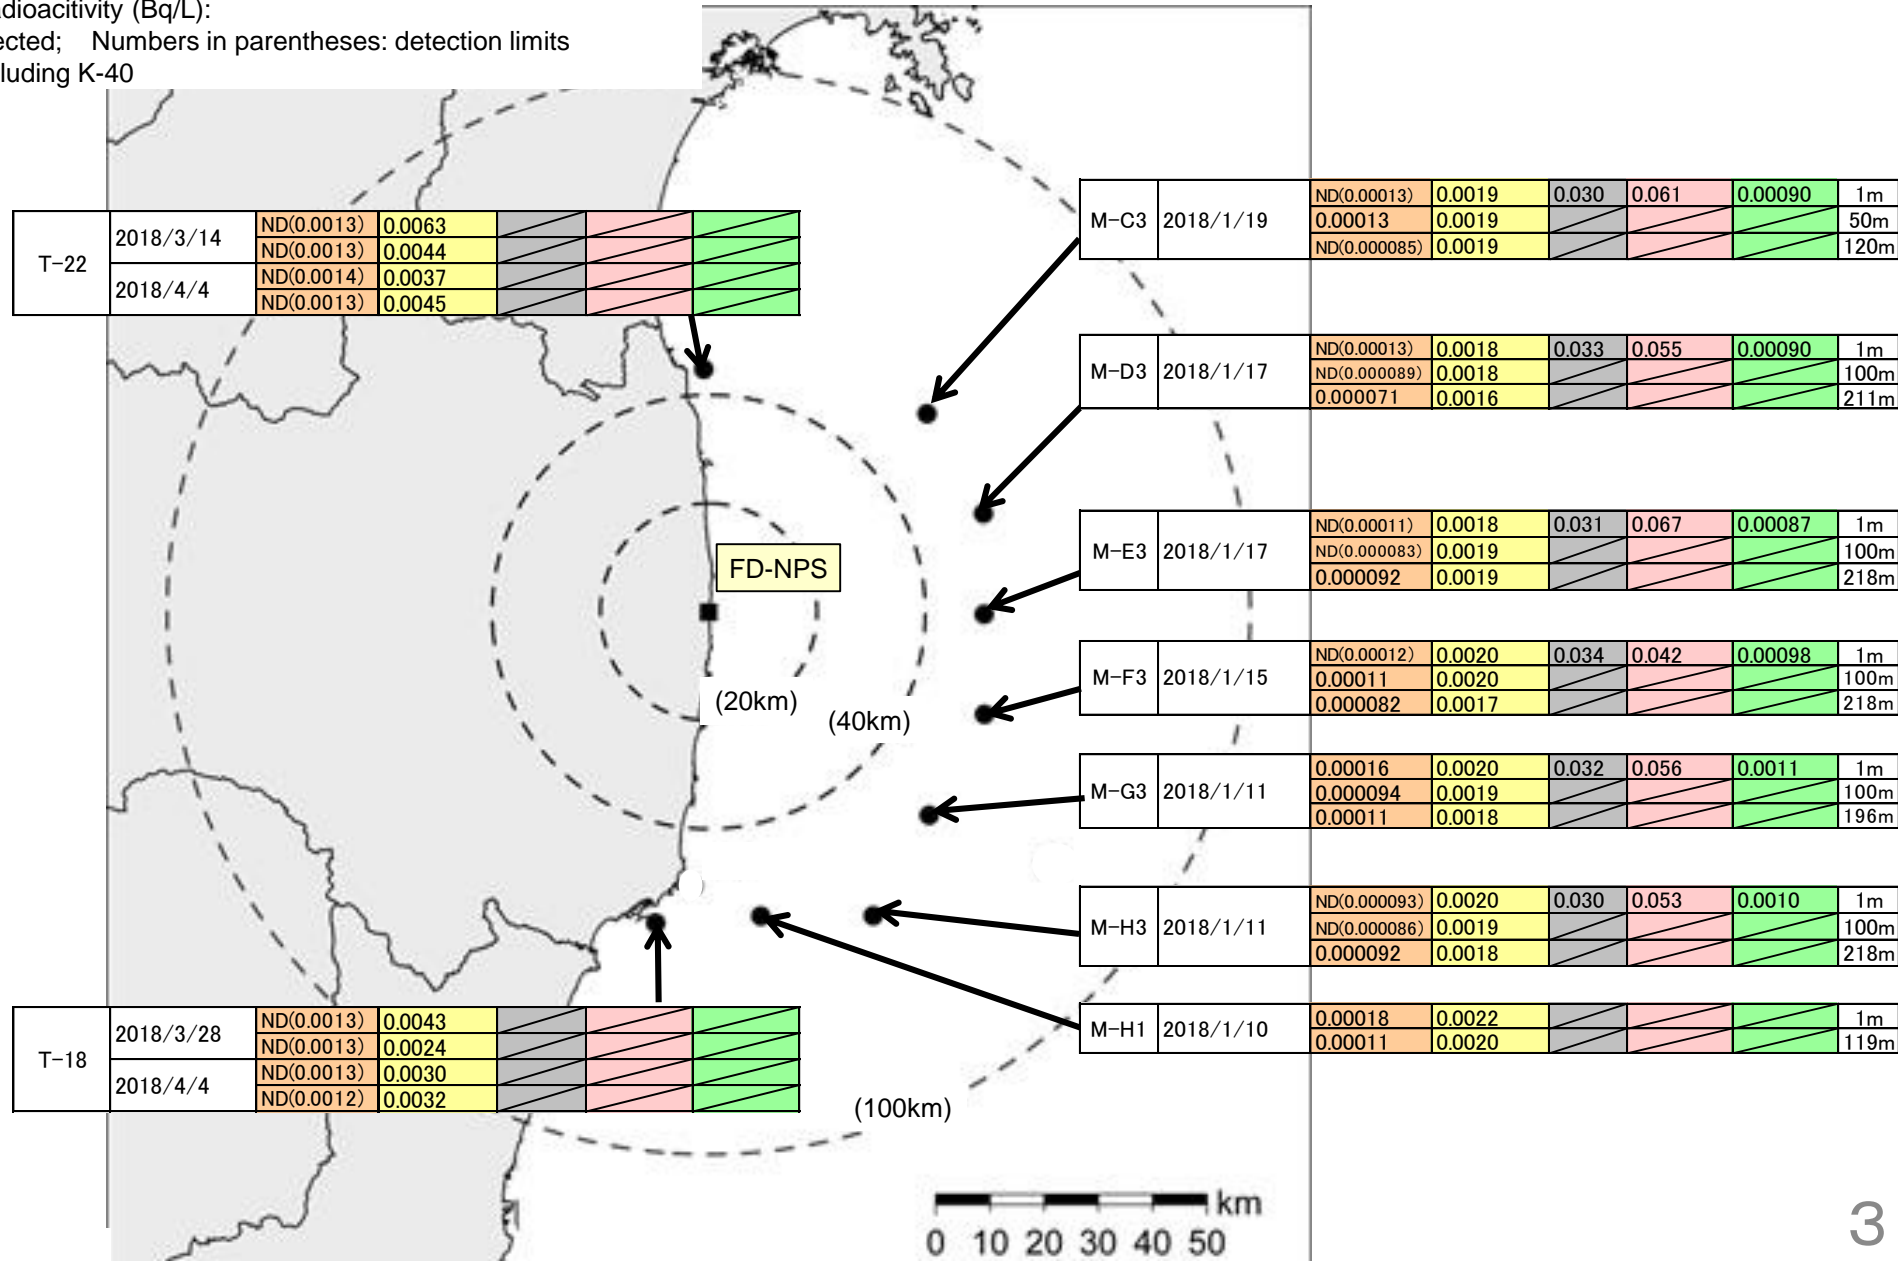 adioacitivity (Bq/L):
ected; Numbers in parentheses: detection limits
luding K-40
M-C3 2018/1/19 ND(0.00013) 0.0019 0.030 0.061 0.00090 1m
0.00013 0.0019 50m
ND(0.000085) 0.0019 120m
T-22 2018/3/14 ND(0.0013) 0.0063
ND(0.0013) 0.0044
2018/4/4 ND(0.0014) 0.0037
ND(0.0013) 0.0045
M-D3 2018/1/17 ND(0.00013) 0.0018 0.033 0.055 0.00090 1m
ND(0.000089) 0.0018 100m
0.000071 0.0016 211m
M-E3 2018/1/17 ND(0.00011) 0.0018 0.031 0.067 0.00087 1m
ND(0.000083) 0.0019 100m
0.000092 0.0019 218m
FD-NPS
(20km)
(40km)
M-F3 2018/1/15 ND(0.00012) 0.0020 0.034 0.042 0.00098 1m
0.00011 0.0020 100m
0.000082 0.0017 218m
M-G3 2018/1/11 0.00016 0.0020 0.032 0.056 0.0011 1m
0.000094 0.0019 100m
0.00011 0.0018 196m
M-H3 2018/1/11 ND(0.000093) 0.0020 0.030 0.053 0.0010 1m
ND(0.000086) 0.0019 100m
0.000092 0.0018 218m
M-H1 2018/1/10 0.00018 0.0022 1m
0.00011 0.0020 119m
T-18 2018/3/28 ND(0.0013) 0.0043
ND(0.0013) 0.0024
2018/4/4 ND(0.0013) 0.0030
ND(0.0012) 0.0032
(100km)
km
0 10 20 30 40 50
3